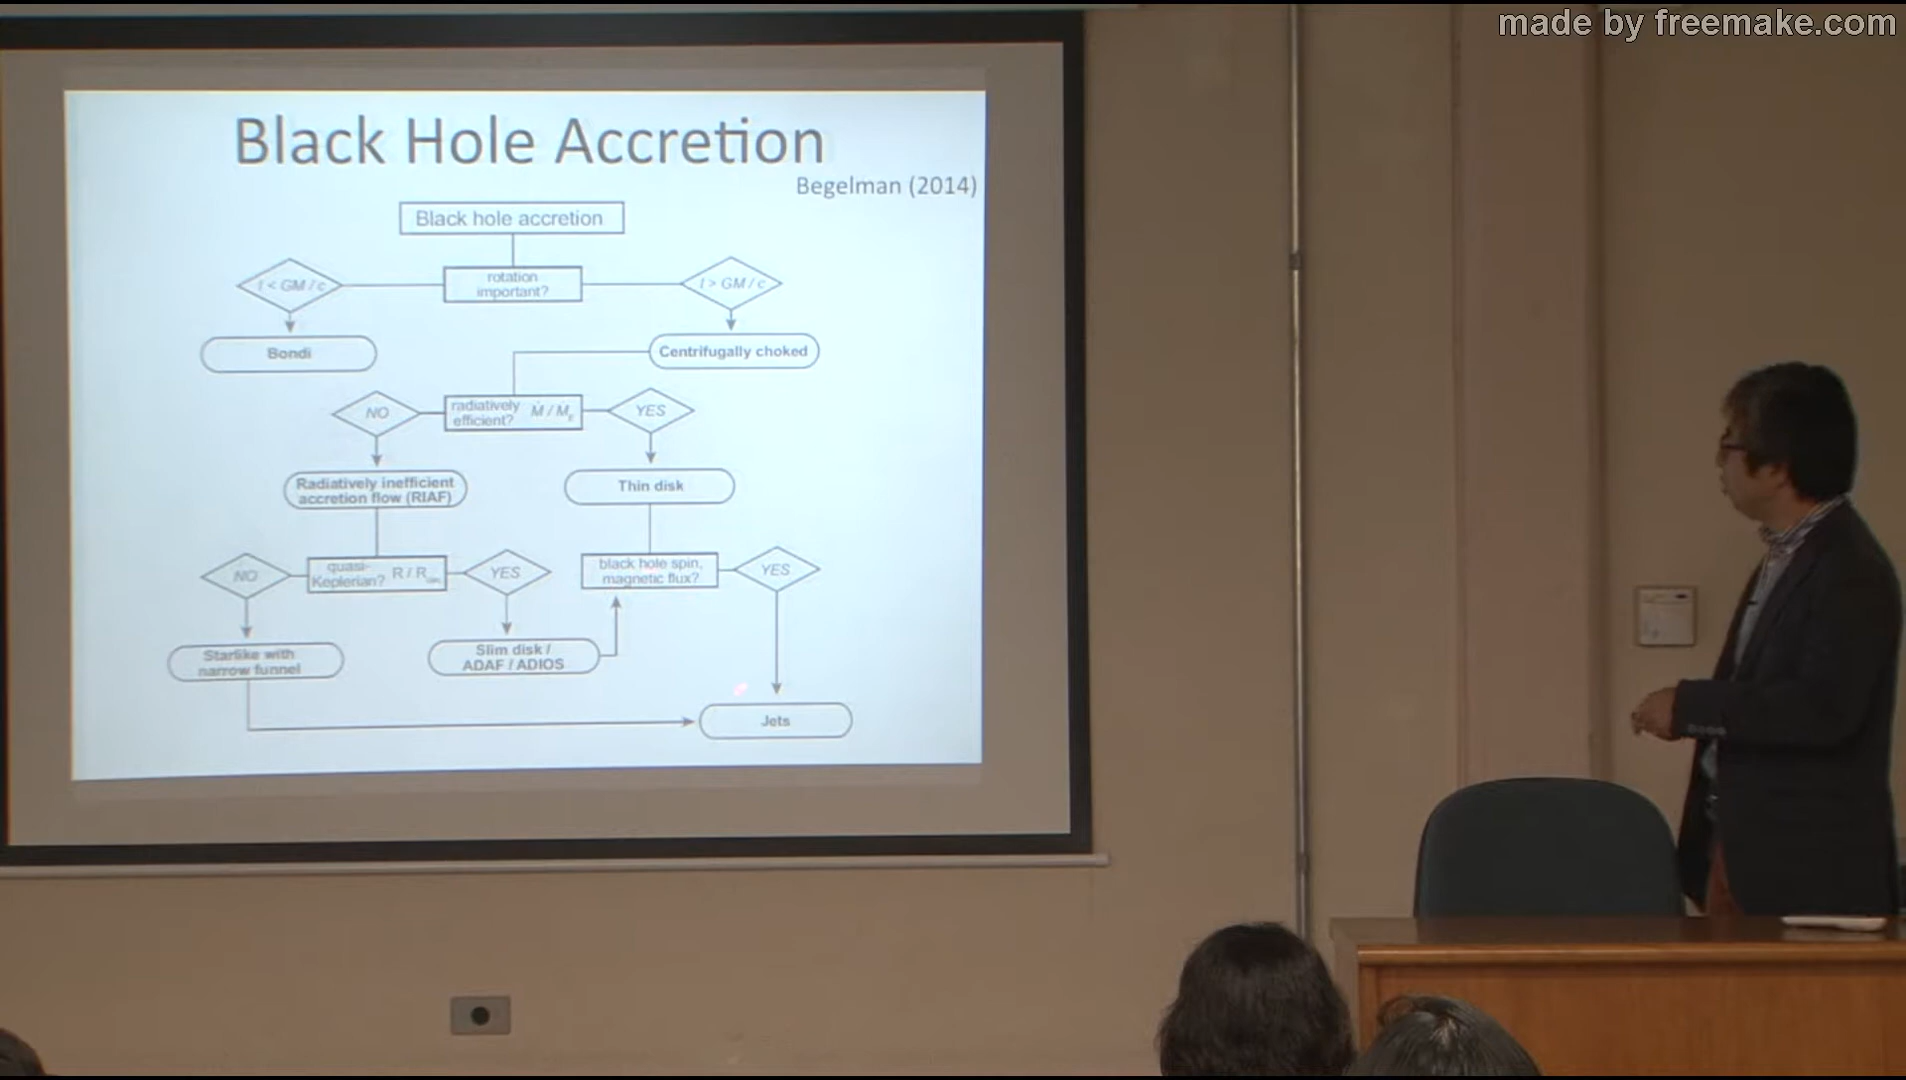 made by freemake.com
Black Hole Accretion
Begelman (2014)
Black hole accretion
l < GM / c
rotation
important?
l > GM / c
Bondi
Centrifugally choked
NO
radiatively
efficient?
Ṁ / Ṁ_E
YES
Radiatively inefficient
accretion flow (RIAF)
Thin disk
NO
quasi-
Keplerian?
R / R
YES
black hole spin,
magnetic flux?
YES
Starlike with
narrow funnel
Slim disk /
ADAF / ADIOS
Jets